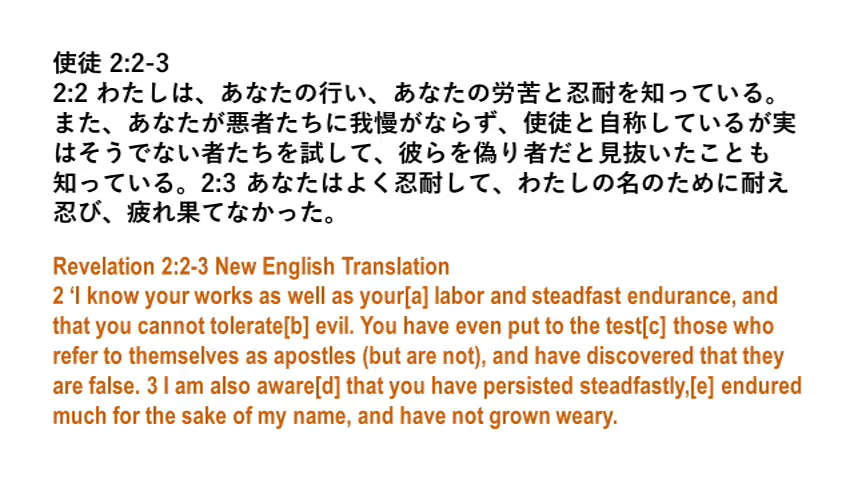 使徒 2:2-3
2:2 わたしは、あなたの行い、あなたの労苦と忍耐を知っている。
また、あなたが悪者たちに我慢がならず、使徒と自称しているが実
はそうでない者たちを試して、彼らを偽り者だと見抜いたことも
知っている。2:3 あなたはよく忍耐して、わたしの名のために耐え
忍び、疲れ果てなかった。
Revelation 2:2-3 New English Translation
2 ‘I know your works as well as your[a] labor and steadfast endurance, and
that you cannot tolerate[b] evil. You have even put to the test[c] those who
refer to themselves as apostles (but are not), and have discovered that they
are false. 3 I am also aware[d] that you have persisted steadfastly,[e] endured
much for the sake of my name, and have not grown weary.